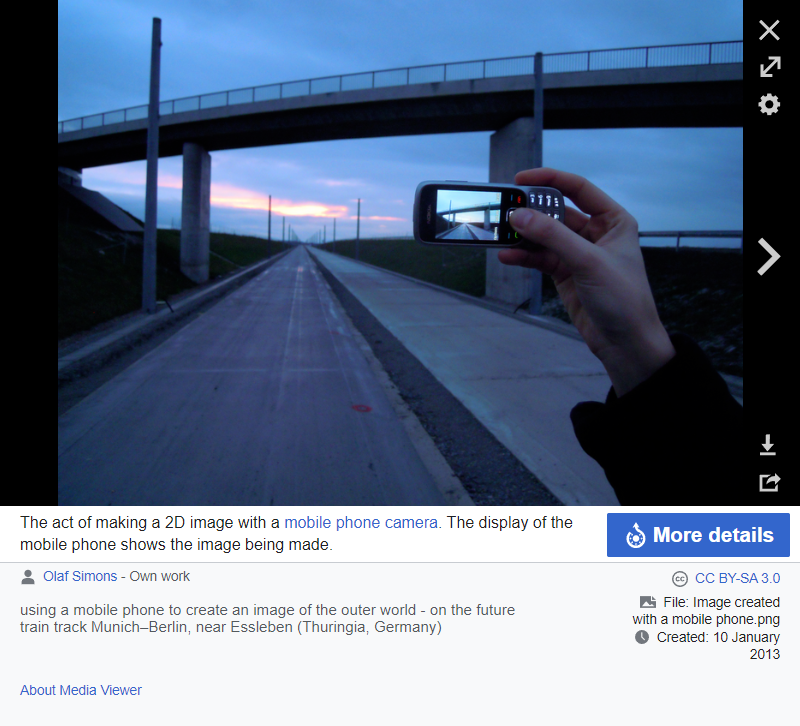 The act of making a 2D image with a mobile phone camera. The display of the
mobile phone shows the image being made.
More details
Olaf Simons - Own work
using a mobile phone to create an image of the outer world - on the future
train track Munich–Berlin, near Essleben (Thuringia, Germany)
CC BY-SA 3.0
File: Image created
with a mobile phone.png
Created: 10 January
2013
About Media Viewer